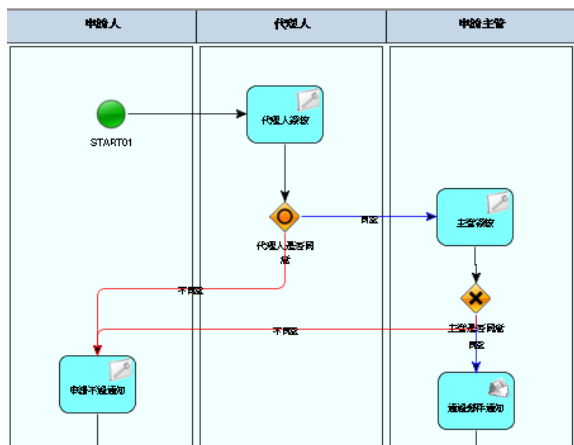 申請人
代理人
申請主管
START01
代理人簽核
代理人是否同
意
同意
主管簽核
不同意
主管是否同意
不同意
同意
申請不過通知
通過郵件通知